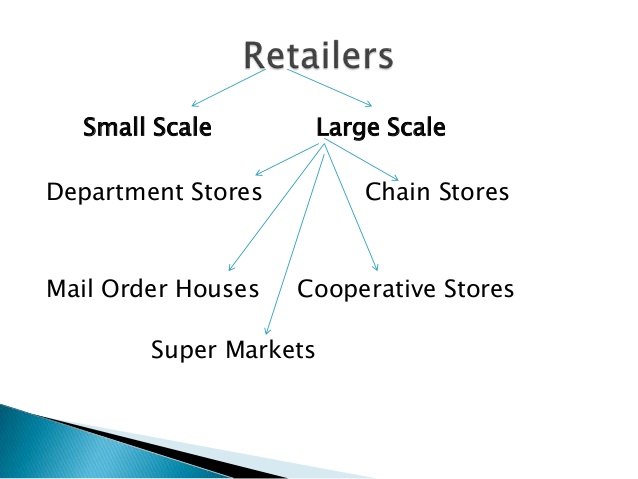 Retailers
Small Scale
Large Scale
Department Stores
Chain Stores
Mail Order Houses
Cooperative Stores
Super Markets